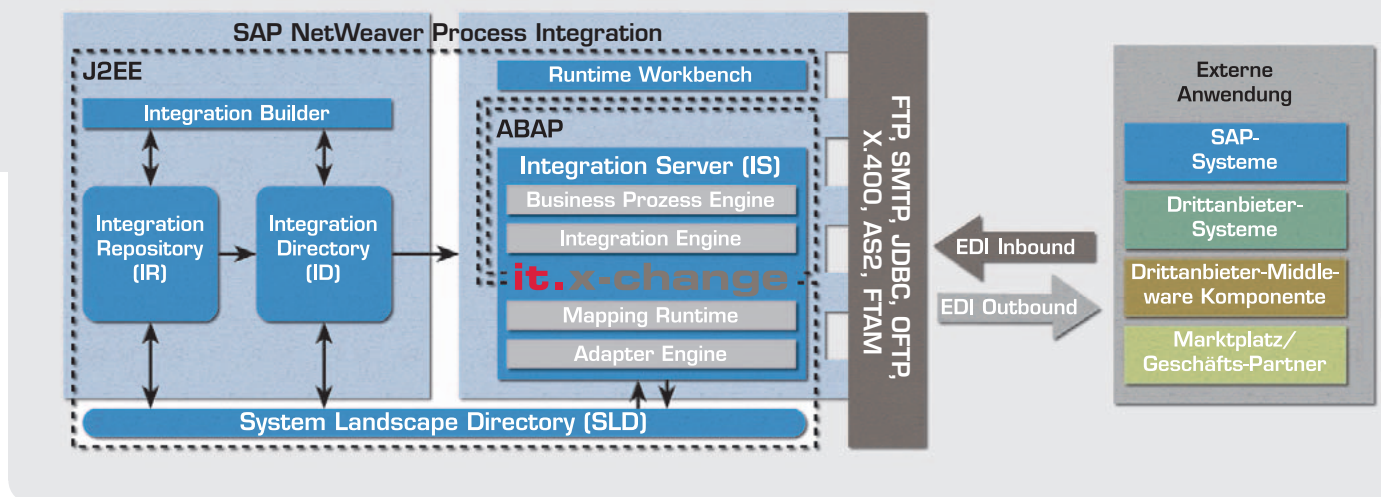 SAP NetWeaver Process Integration
J2EE
Integration Builder
Integration
Repository
(IR)
Integration
Directory
(ID)
Runtime Workbench
ABAP
Integration Server (IS)
Business Prozess Engine
Integration Engine
it.x-change
Mapping Runtime
Adapter Engine
System Landscape Directory (SLD)
FTP, SMTP, JDBC, OFTP,
X.400, AS2, FTAM
EDI Inbound
EDI Outbound
Externe
Anwendung
SAP-
Systeme
Drittanbieter-
Systeme
Drittanbieter-Middle-
ware Komponente
Marktplatz/
Geschäfts-Partner